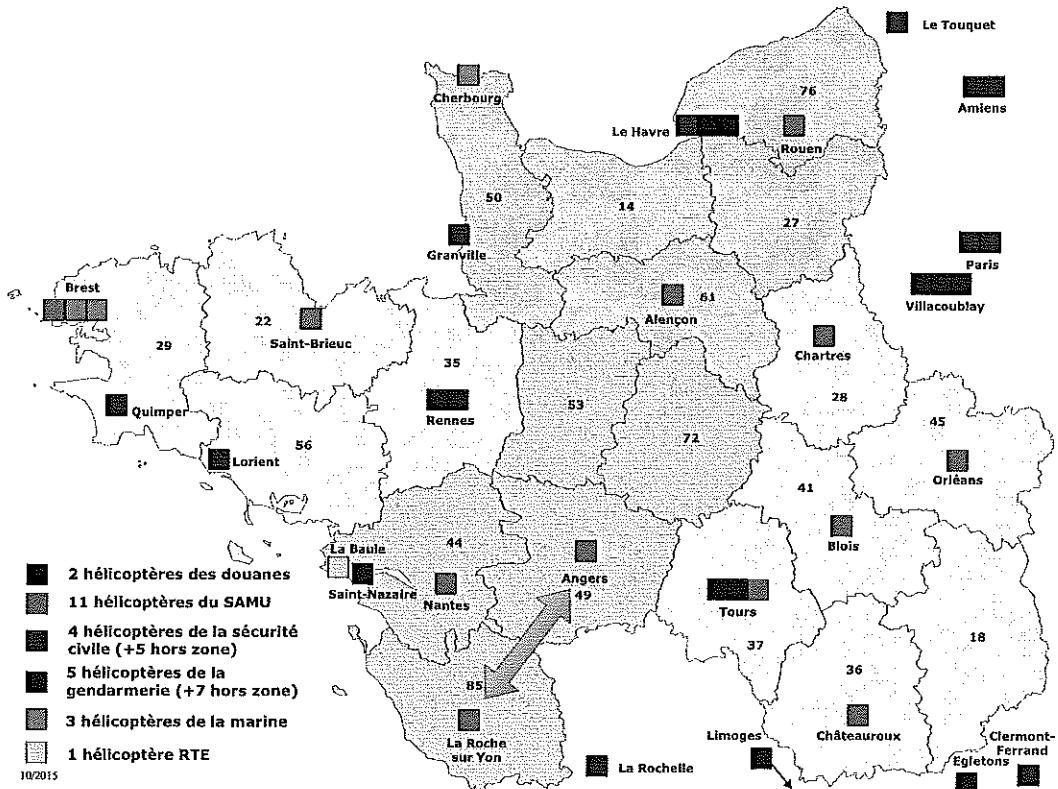 Le Touquet
Cherbourg
76
Amiens
Le Havre
Rouen
50
14
27
Granville
Paris
Villacoublay
Brest
61
Alençon
22
Saint-Brieuc
29
35
Chartres
53
28
45
Quimper
Rennes
72
56
Lorient
41
Orléans
La Baule
44
Blois
Saint-Nazaire
Nantes
Angers
49
Tours
18
37
36
85
La Roche
sur Yon
Châteauroux
Limoges
Clermont-
Ferrand
Egletons
La Rochelle
2 hélicoptères des douanes
11 hélicoptères du SAMU
4 hélicoptères de la sécurité
civile (+5 hors zone)
5 hélicoptères de la
gendarmerie (+7 hors zone)
3 hélicoptères de la marine
1 hélicoptère RTE
10/2015